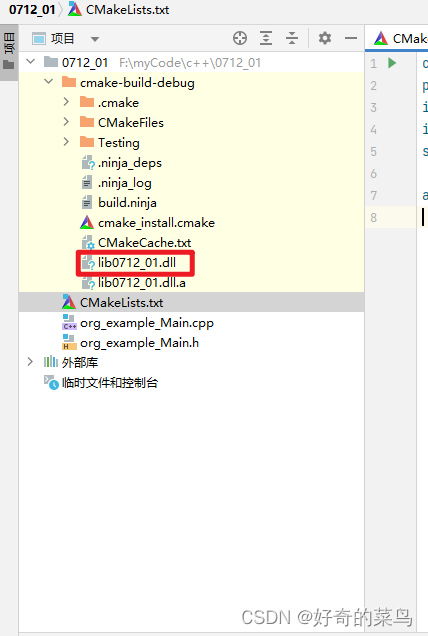 0712_01 CMakeLists.txt
项目
项目
CMa
0712_01 F:\myCode\c++\0712_01
cmake-build-debug
.cmake
CMakeFiles
Testing
.ninja_deps
.ninja_log
build.ninja
cmake_install.cmake
CMakeCache.txt
lib0712_01.dll
lib0712_01.dll.a
CMakeLists.txt
org_example_Main.cpp
org_example_Main.h
外部库
临时文件和控制台
1 c
2 p
3 i
4 i
5 s
6
7 a
8
CSDN @好奇的菜鸟